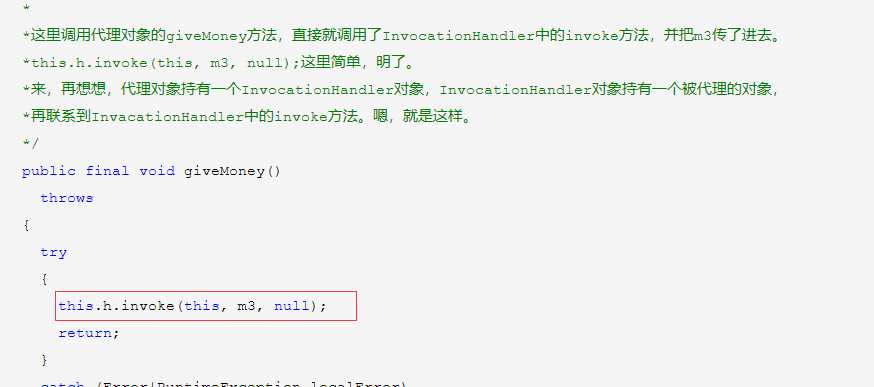 *
*这里调用代理对象的giveMoney方法，直接就调用了InvocationHandler中的invoke方法，并把m3传了进去。
*this.h.invoke(this, m3, null);这里简单，明了。
*来，再想想，代理对象持有一个InvocationHandler对象，InvocationHandler对象持有一个被代理的对象，
*再联系到InvacationHandler中的invoke方法。嗯，就是这样。
*/
public final void giveMoney()
throws
{
try
{
this.h.invoke(this, m3, null);
return;
}
catch (Error|RuntimeException localError)